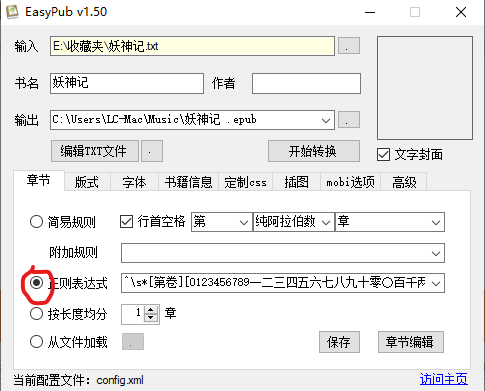 EasyPub v1.50
输入 E:\收藏夹\妖神记.txt .
书名 妖神记 作者
输出 C:\Users\LC-Mac\Music\妖神记 .epub .
编辑TXT文件 . 开始转换 文字封面
章节 版式 字体 书籍信息 定制css 插图 mobi选项 高级
简易规则 行首空格 第 纯阿拉伯数 章
附加规则
正则表达式 ^\s*[第卷][0123456789一二三四五六七八九十零〇百千两
按长度均分 1 章
从文件加载 . 保存 章节编辑
当前配置文件: config.xml 访问主页